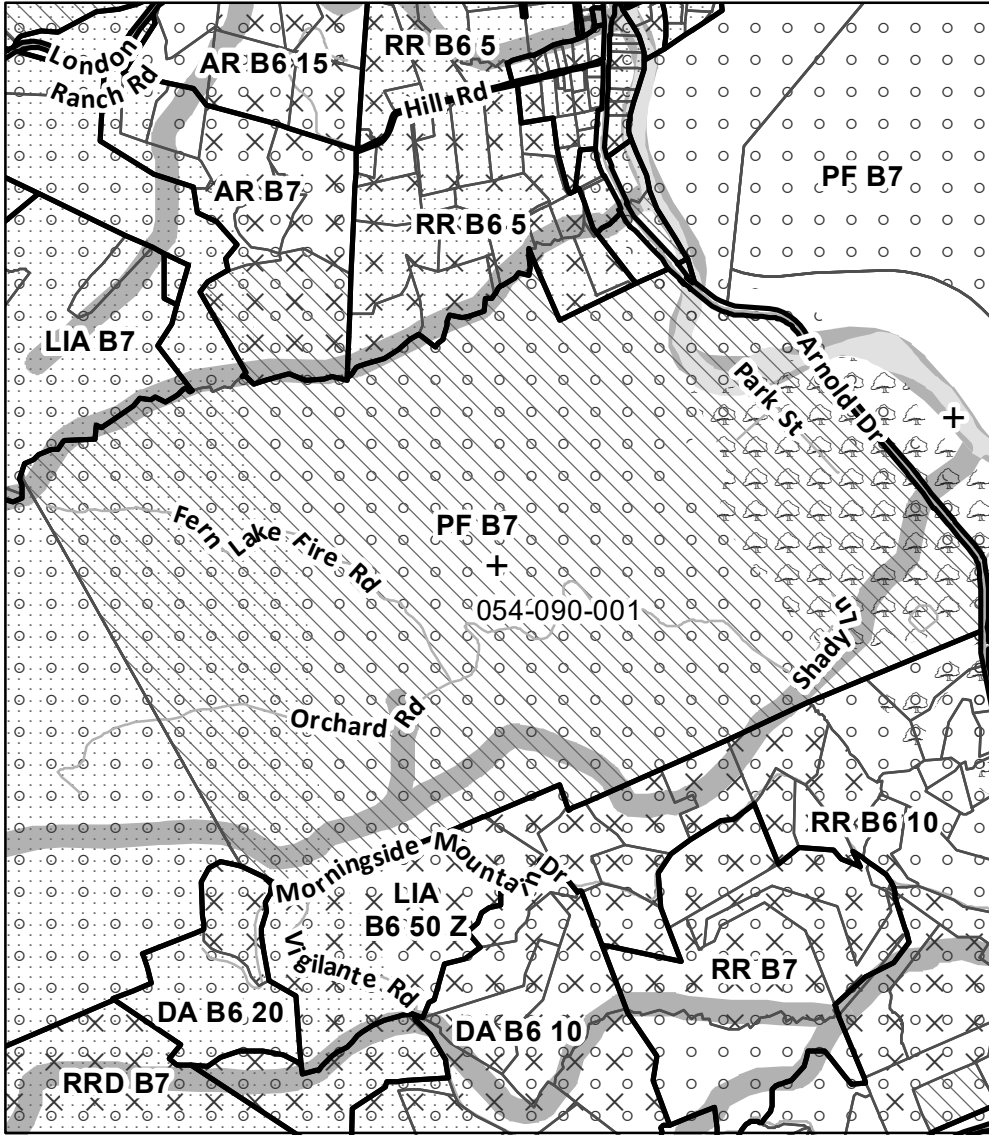 London
Ranch Rd
AR B6 15
RR B6 5
Hill Rd
PF B7
AR B7
RR B6 5
LIA B7
Arnold Dr
Park St
Fern Lake Fire Rd
PF B7
054-090-001
Shady Ln
Orchard Rd
RR B6 10
Morningside Mountain Dr
LIA
B6 50 Z
Vigilante Rd
RR B7
DA B6 20
DA B6 10
RRD B7